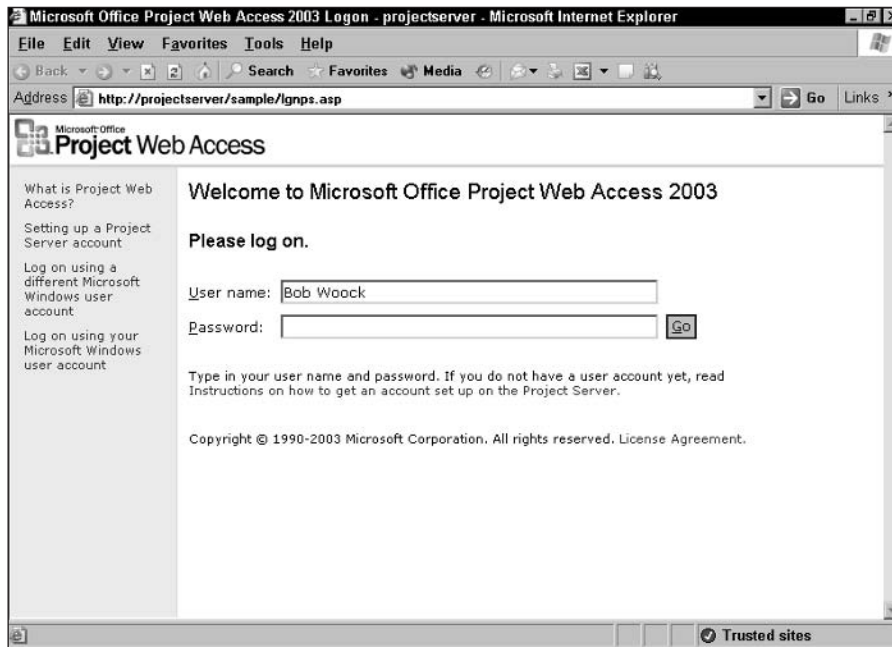 Microsoft Office Project Web Access 2003 Logon - projectserver - Microsoft Internet Explorer
File Edit View Favorites Tools Help
Back Search Favorites Media
Address http://projectserver/sample/lgnps.asp Go Links
Microsoft Office
Project Web Access
What is Project Web
Access?
Setting up a Project
Server account
Log on using a
different Microsoft
Windows user
account
Log on using your
Microsoft Windows
user account
Welcome to Microsoft Office Project Web Access 2003
Please log on.
User name: Bob Woock
Password: Go
Type in your user name and password. If you do not have a user account yet, read
Instructions on how to get an account set up on the Project Server.
Copyright © 1990-2003 Microsoft Corporation. All rights reserved. License Agreement.
Trusted sites